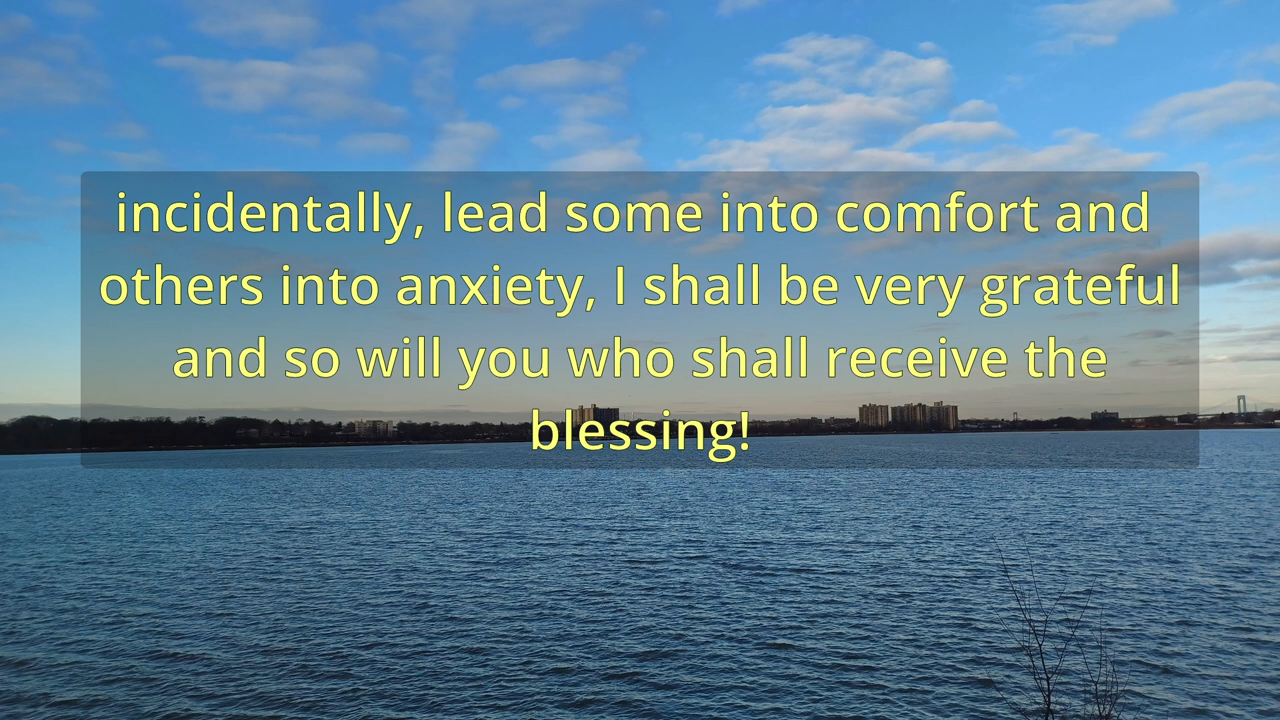 incidentally, lead some into comfort and
others into anxiety, I shall be very grateful
and so will you who shall receive the
blessing!